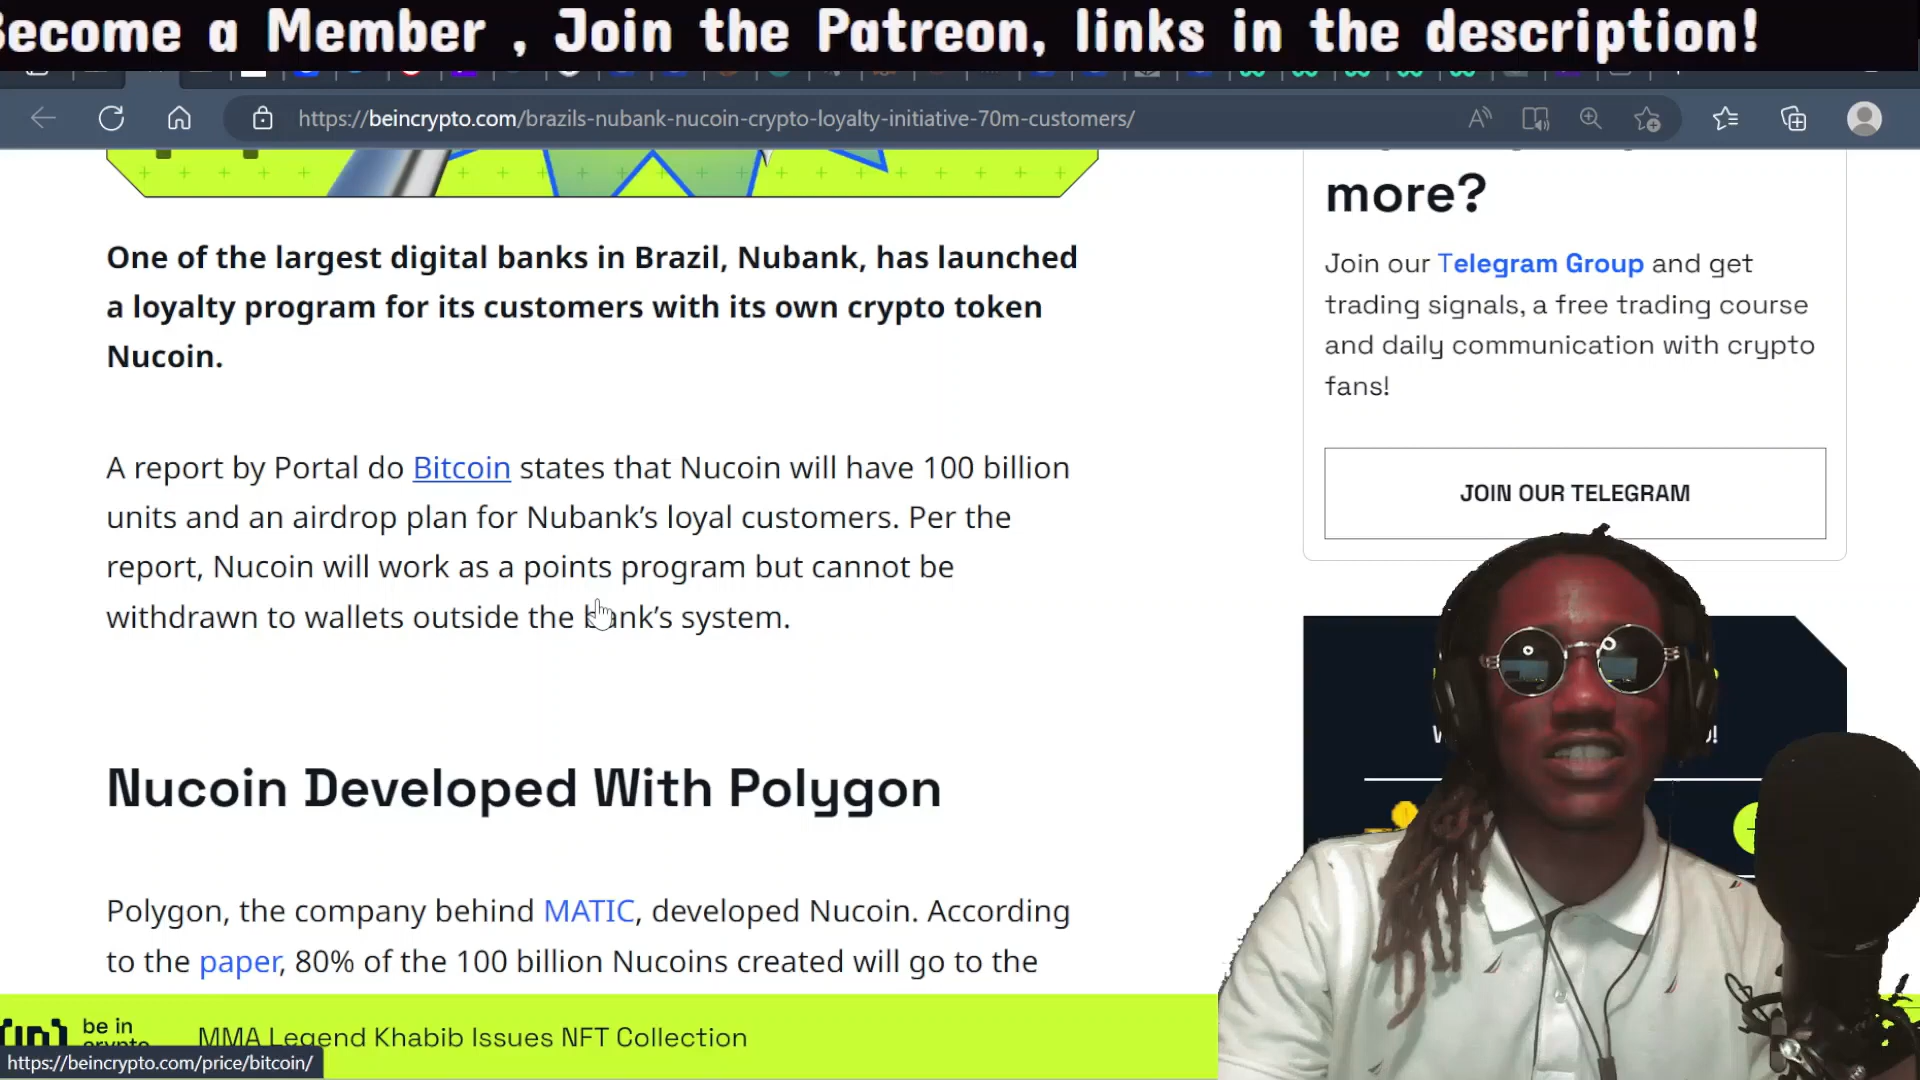 Become a Member , Join the Patreon, links in the description!
https://beincrypto.com/brazils-nubank-nucoin-crypto-loyalty-initiative-70m-customers/
One of the largest digital banks in Brazil, Nubank, has launched
a loyalty program for its customers with its own crypto token
Nucoin.
A report by Portal do Bitcoin states that Nucoin will have 100 billion
units and an airdrop plan for Nubank’s loyal customers. Per the
report, Nucoin will work as a points program but cannot be
withdrawn to wallets outside the bank’s system.
Nucoin Developed With Polygon
Polygon, the company behind MATIC, developed Nucoin. According
to the paper, 80% of the 100 billion Nucoins created will go to the
more?
Join our Telegram Group and get
trading signals, a free trading course
and daily communication with crypto
fans!
JOIN OUR TELEGRAM
be in
crypto
MMA Legend Khabib Issues NFT Collection
https://beincrypto.com/price/bitcoin/